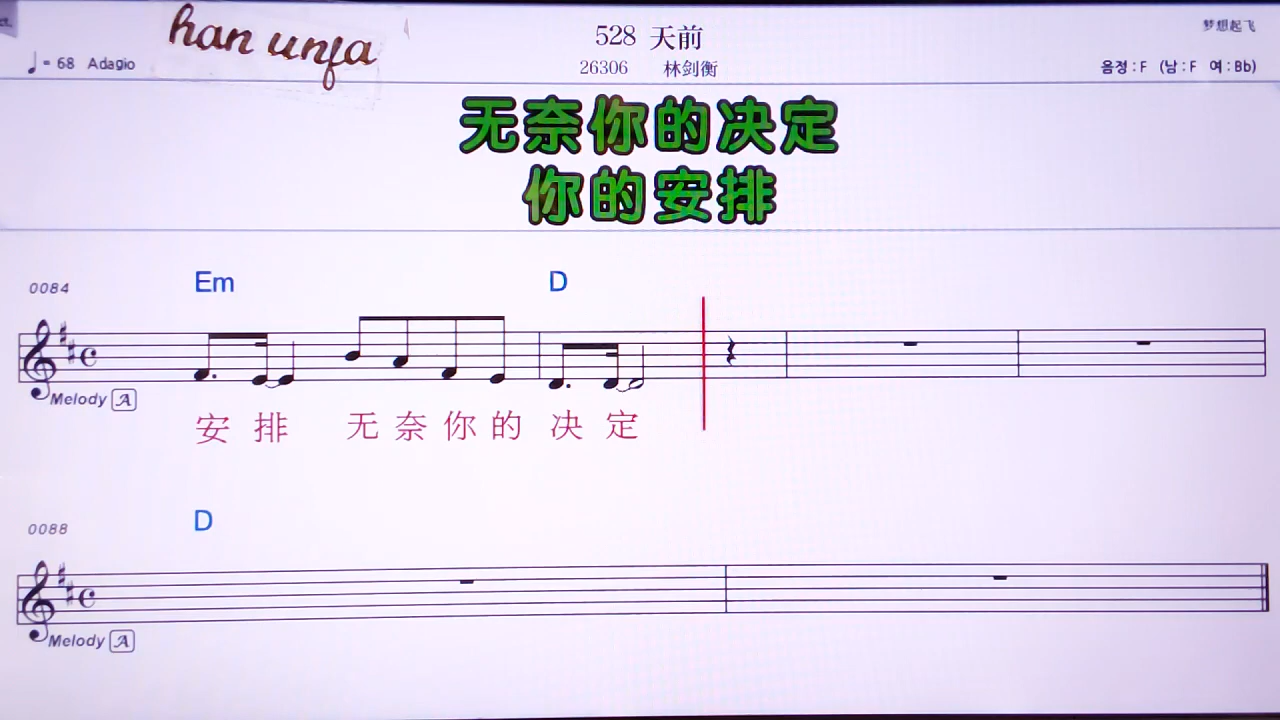 han unfa
528 天前
梦想起飞
♩= 68 Adagio
26306 林剑衡
음정 : F (남 : F 여 : Bb)
无奈你的决定
你的安排
0084
Em D
Melody A
安 排 无 奈 你 的 决 定
0088
D
Melody A